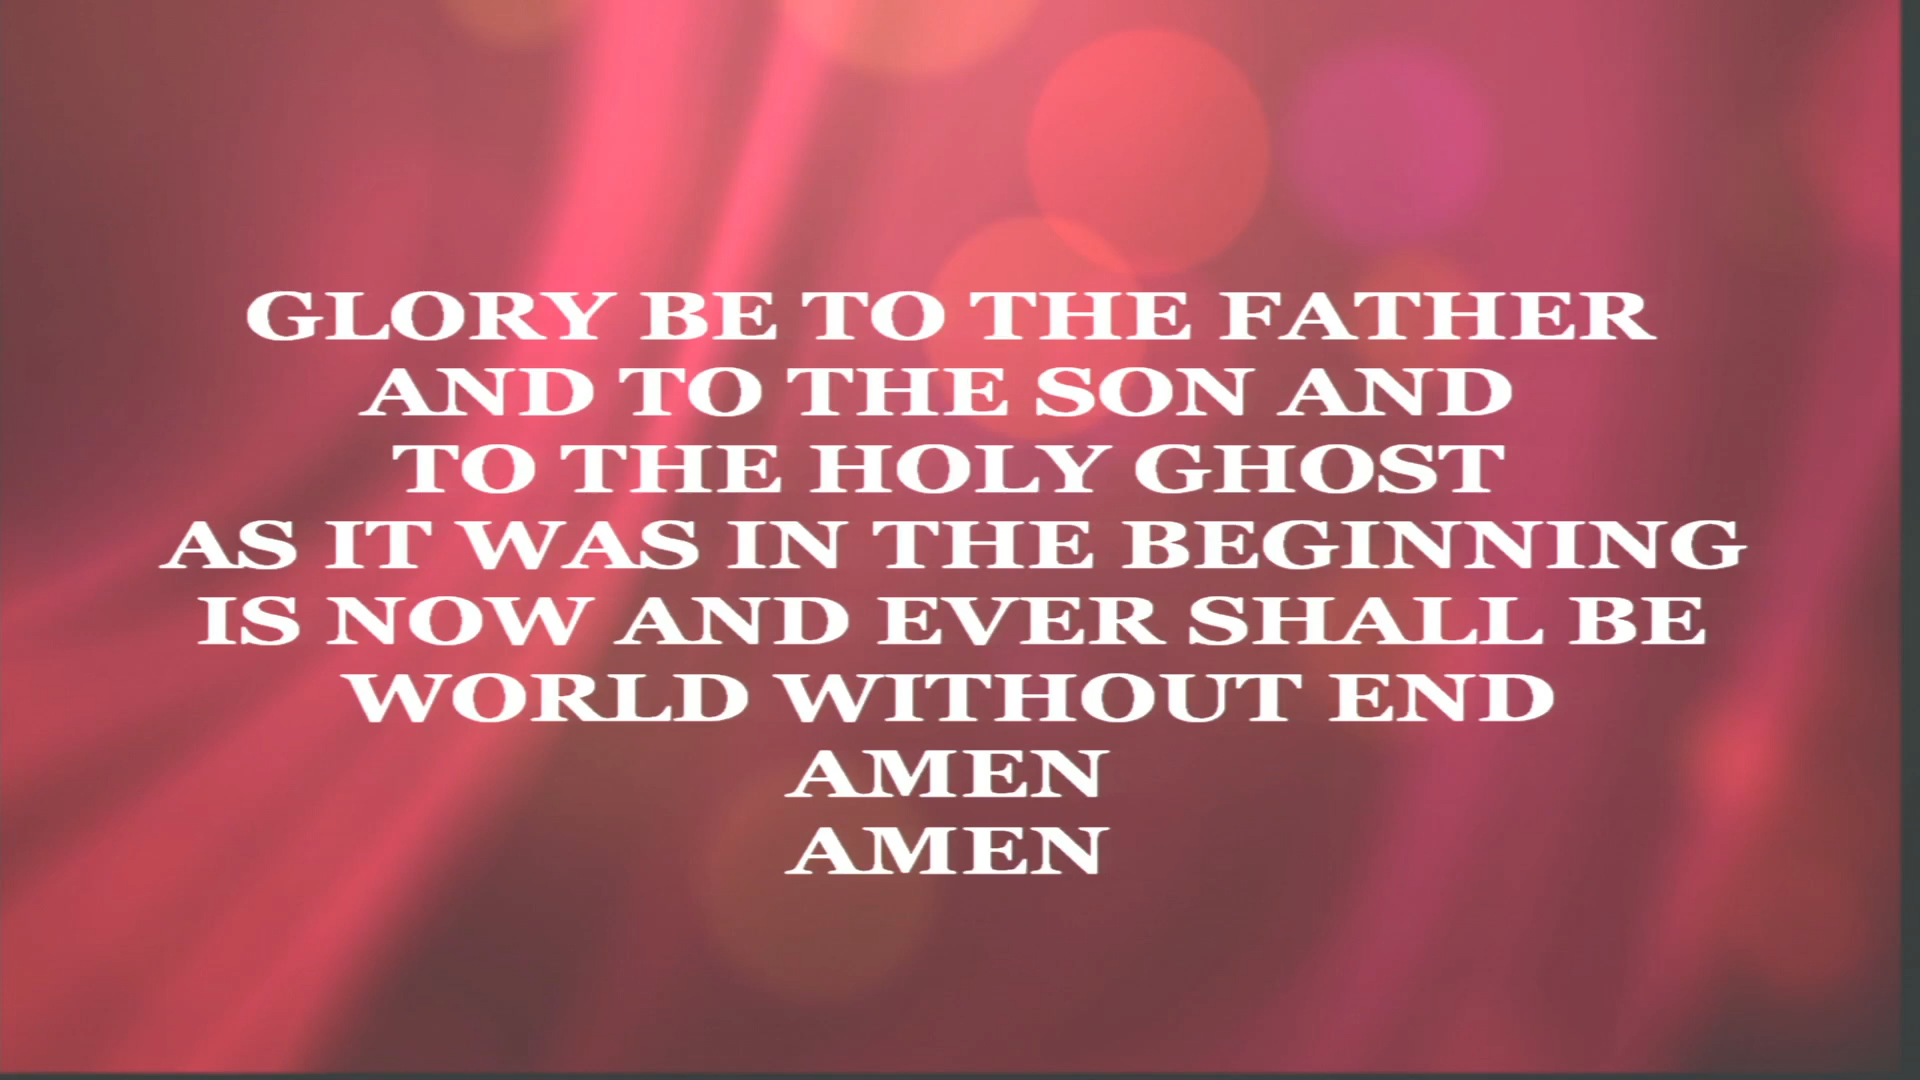 GLORY BE TO THE FATHER
AND TO THE SON AND
TO THE HOLY GHOST
AS IT WAS IN THE BEGINNING
IS NOW AND EVER SHALL BE
WORLD WITHOUT END
AMEN
AMEN